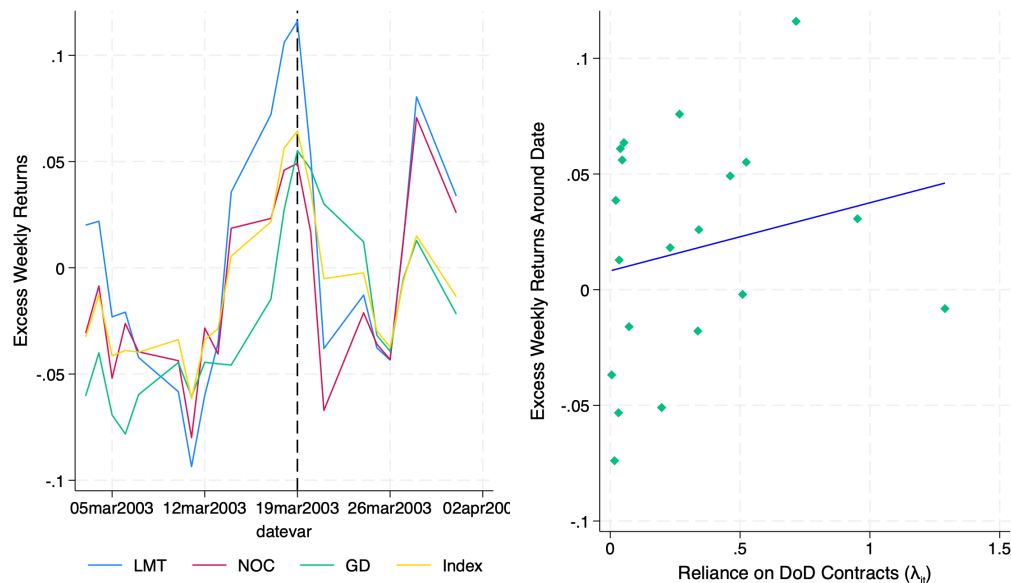 Excess Weekly Returns
.1
.05
0
-.05
-.1
05mar2003
12mar2003
19mar2003
26mar2003
02apr200
datevar
LMT
NOC
GD
Index
Excess Weekly Returns Around Date
.1
.05
0
-.05
-.1
0
.5
1
1.5
Reliance on DoD Contracts (λᵢₜ)